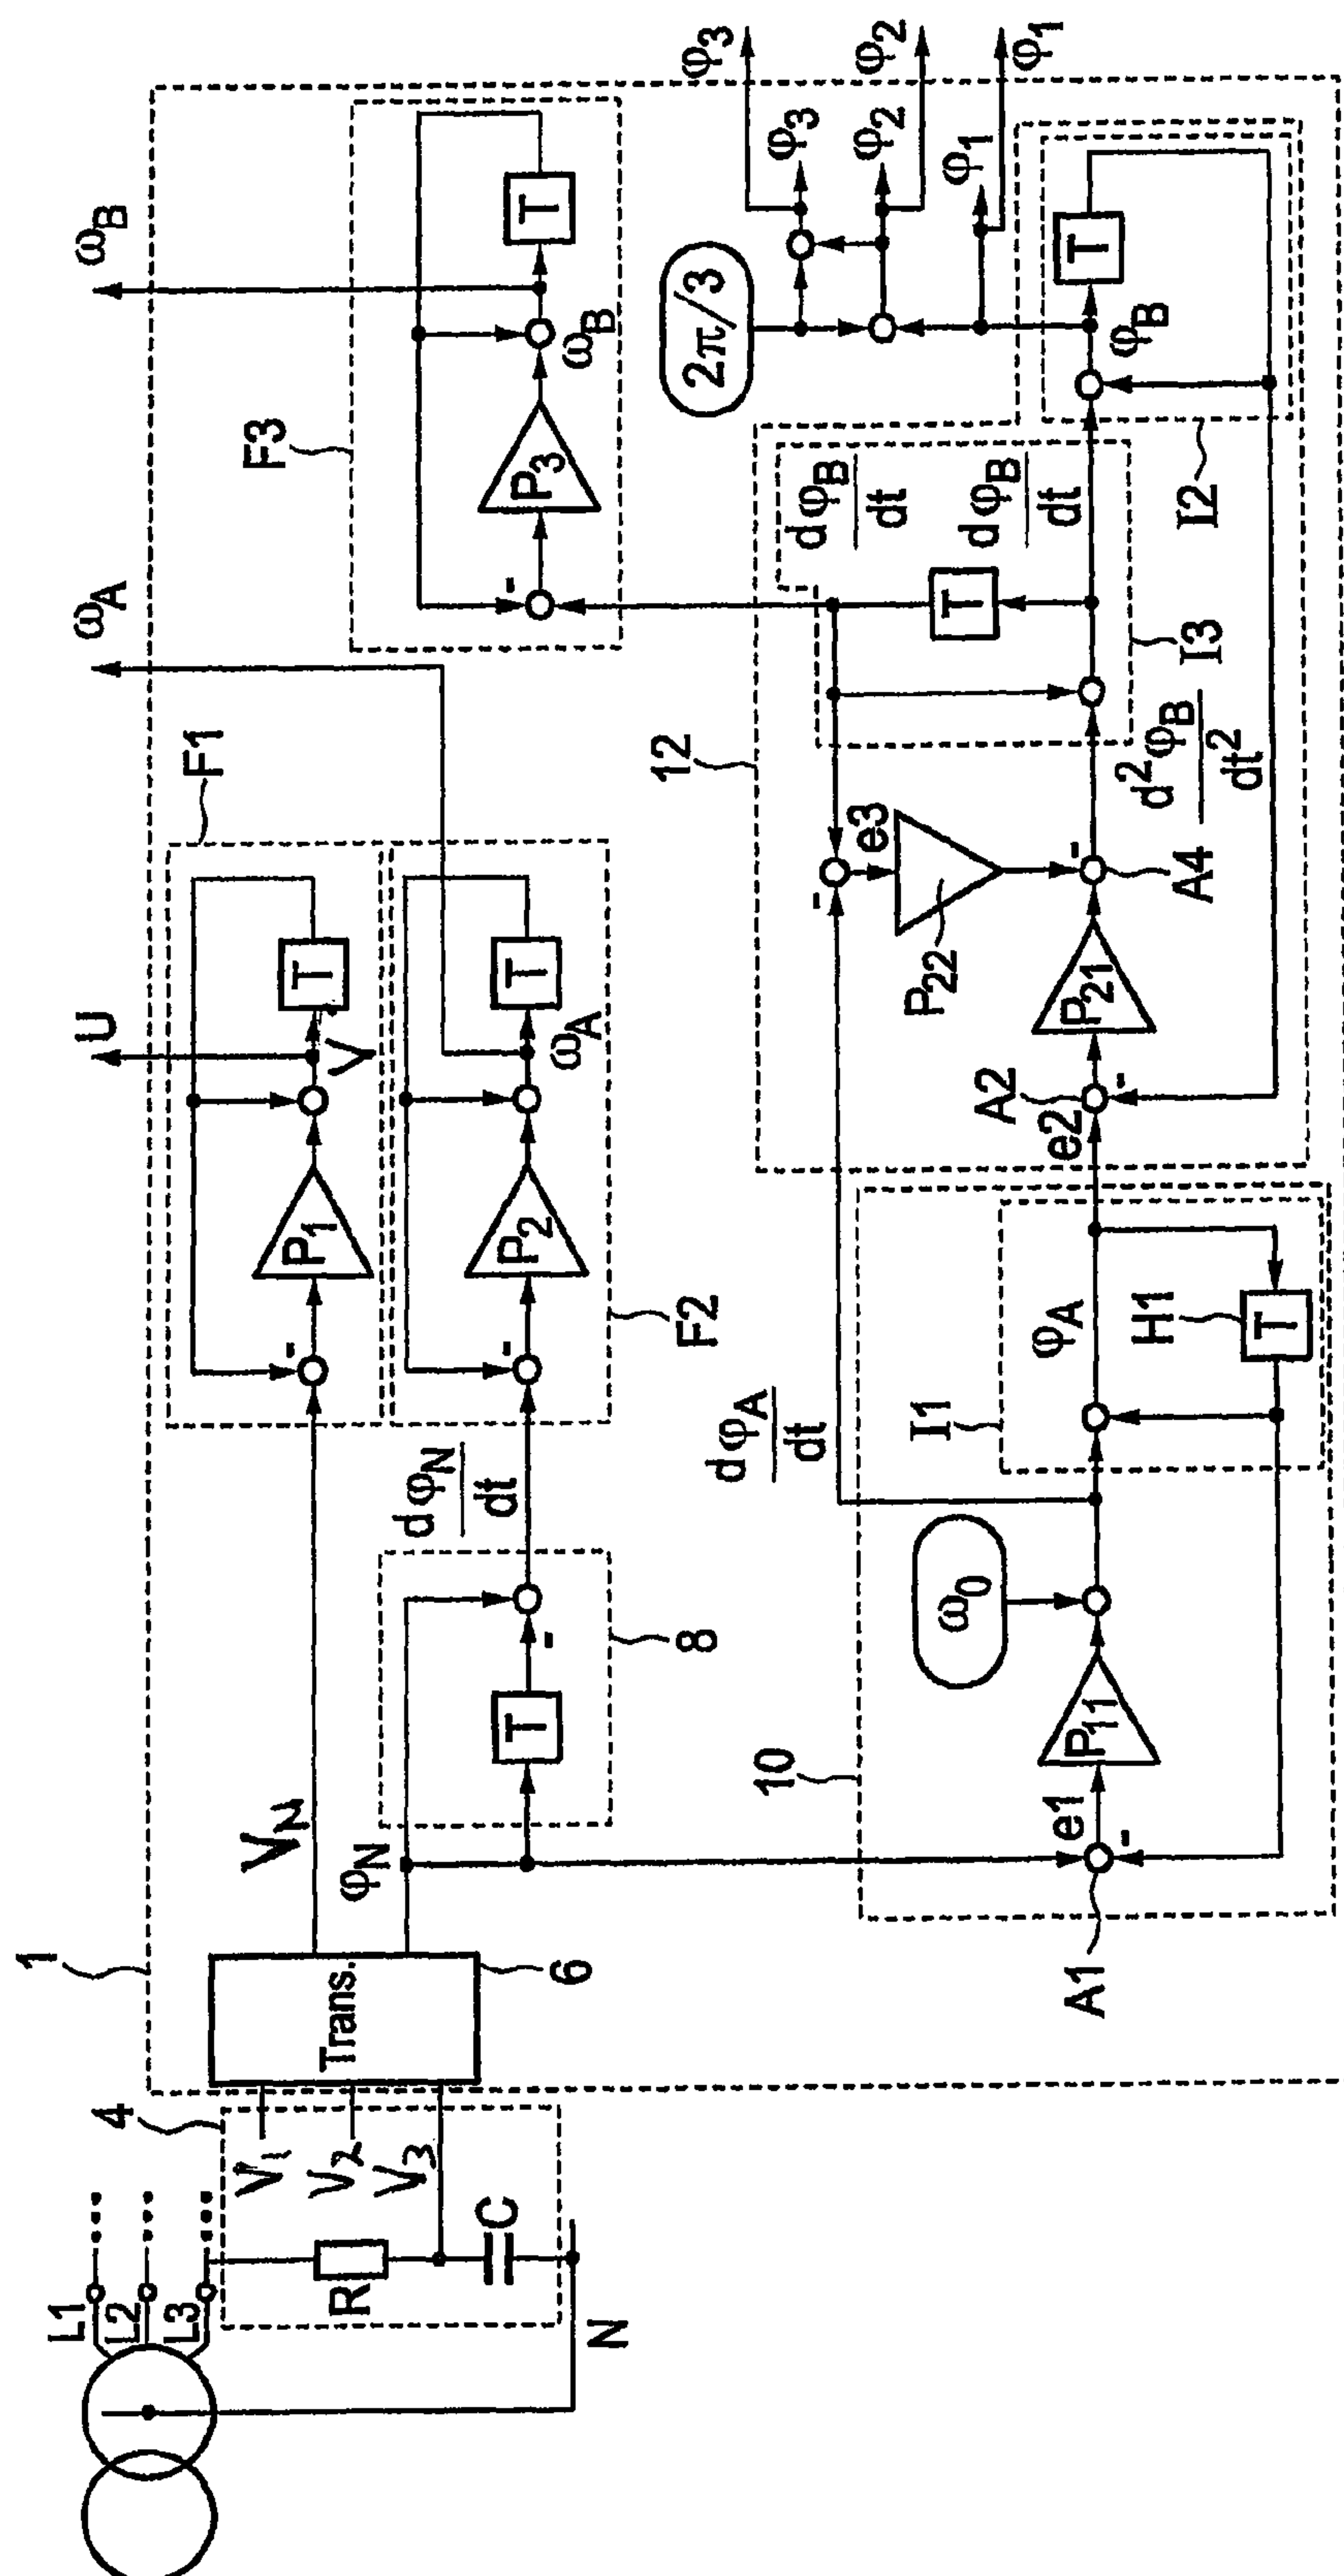 L1
L2
L3
R
C
N
4
V1
V2
V3
Trans.
6
1
VN
φN
T
8
dφN
dt
F1
-
P1
V
T
U
F2
-
P2
ωA
T
ωA
F3
-
P3
ωB
T
ωB
10
A1
e1
-
P11
ω0
dφA
dt
I1
φA
H1
T
12
A2
e2
-
P21
P22
e3
-
-
A4
d²φB
dt²
I3
T
dφB
dt
dφB
dt
I2
φB
T
2π/3
φ1
φ2
φ3
φ1
φ2
φ3
-